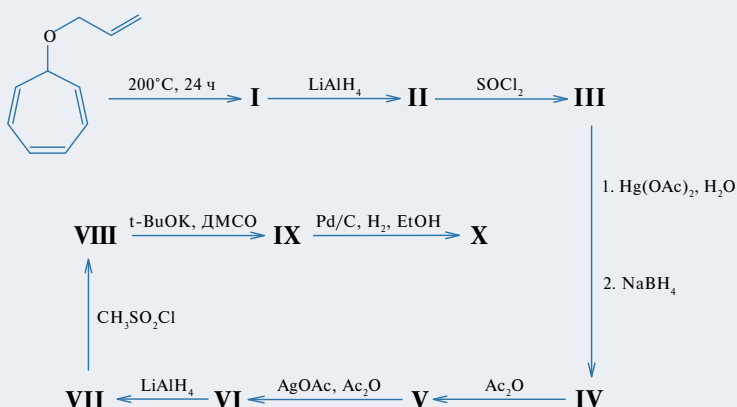 O
200°C, 24 ч
I
LiAlH₄
II
SOCl₂
III
1. Hg(OAc)₂, H₂O
2. NaBH₄
VIII
t-BuOK, ДМСО
IX
Pd/C, H₂, EtOH
X
CH₃SO₂Cl
VII
LiAlH₄
VI
AgOAc, Ac₂O
V
Ac₂O
IV